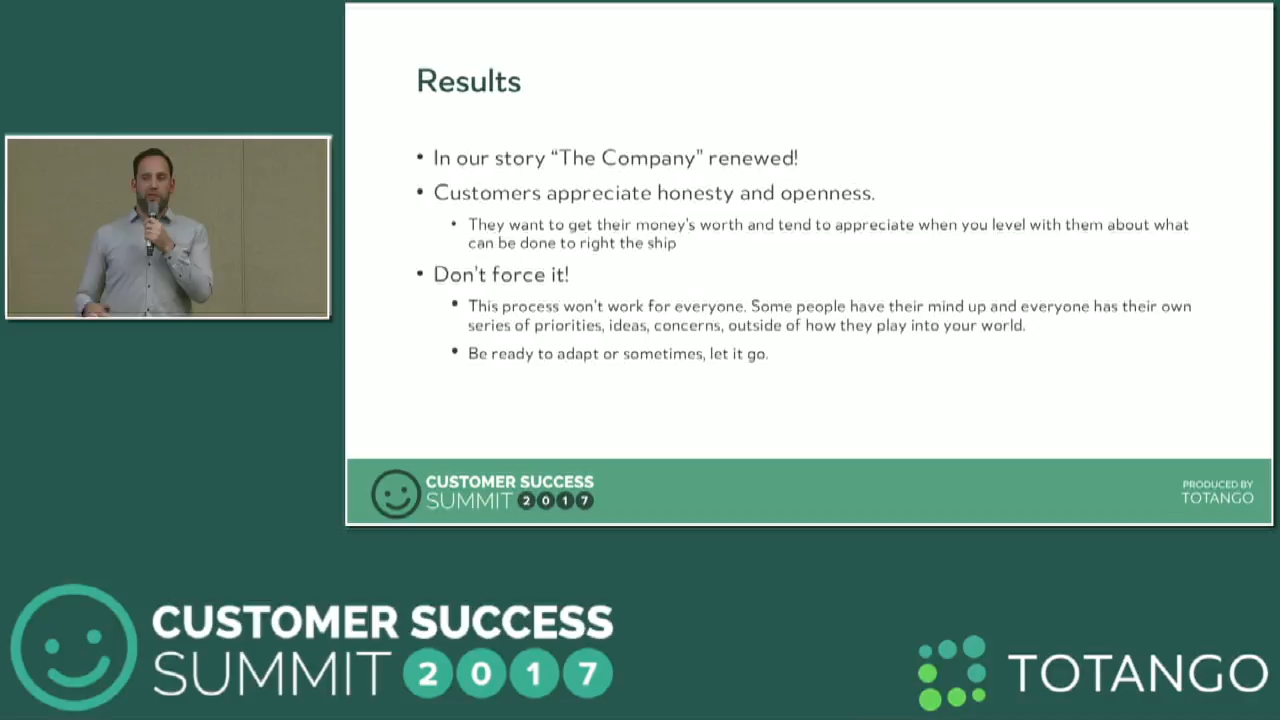 Results
• In our story “The Company” renewed!
• Customers appreciate honesty and openness.
• They want to get their money’s worth and tend to appreciate when you level with them about what
can be done to right the ship
• Don’t force it!
• This process won’t work for everyone. Some people have their mind up and everyone has their own
series of priorities, ideas, concerns, outside of how they play into your world.
• Be ready to adapt or sometimes, let it go.
CUSTOMER SUCCESS
SUMMIT 2017
PRODUCED BY
TOTANGO
CUSTOMER SUCCESS
SUMMIT 2017
TOTANGO